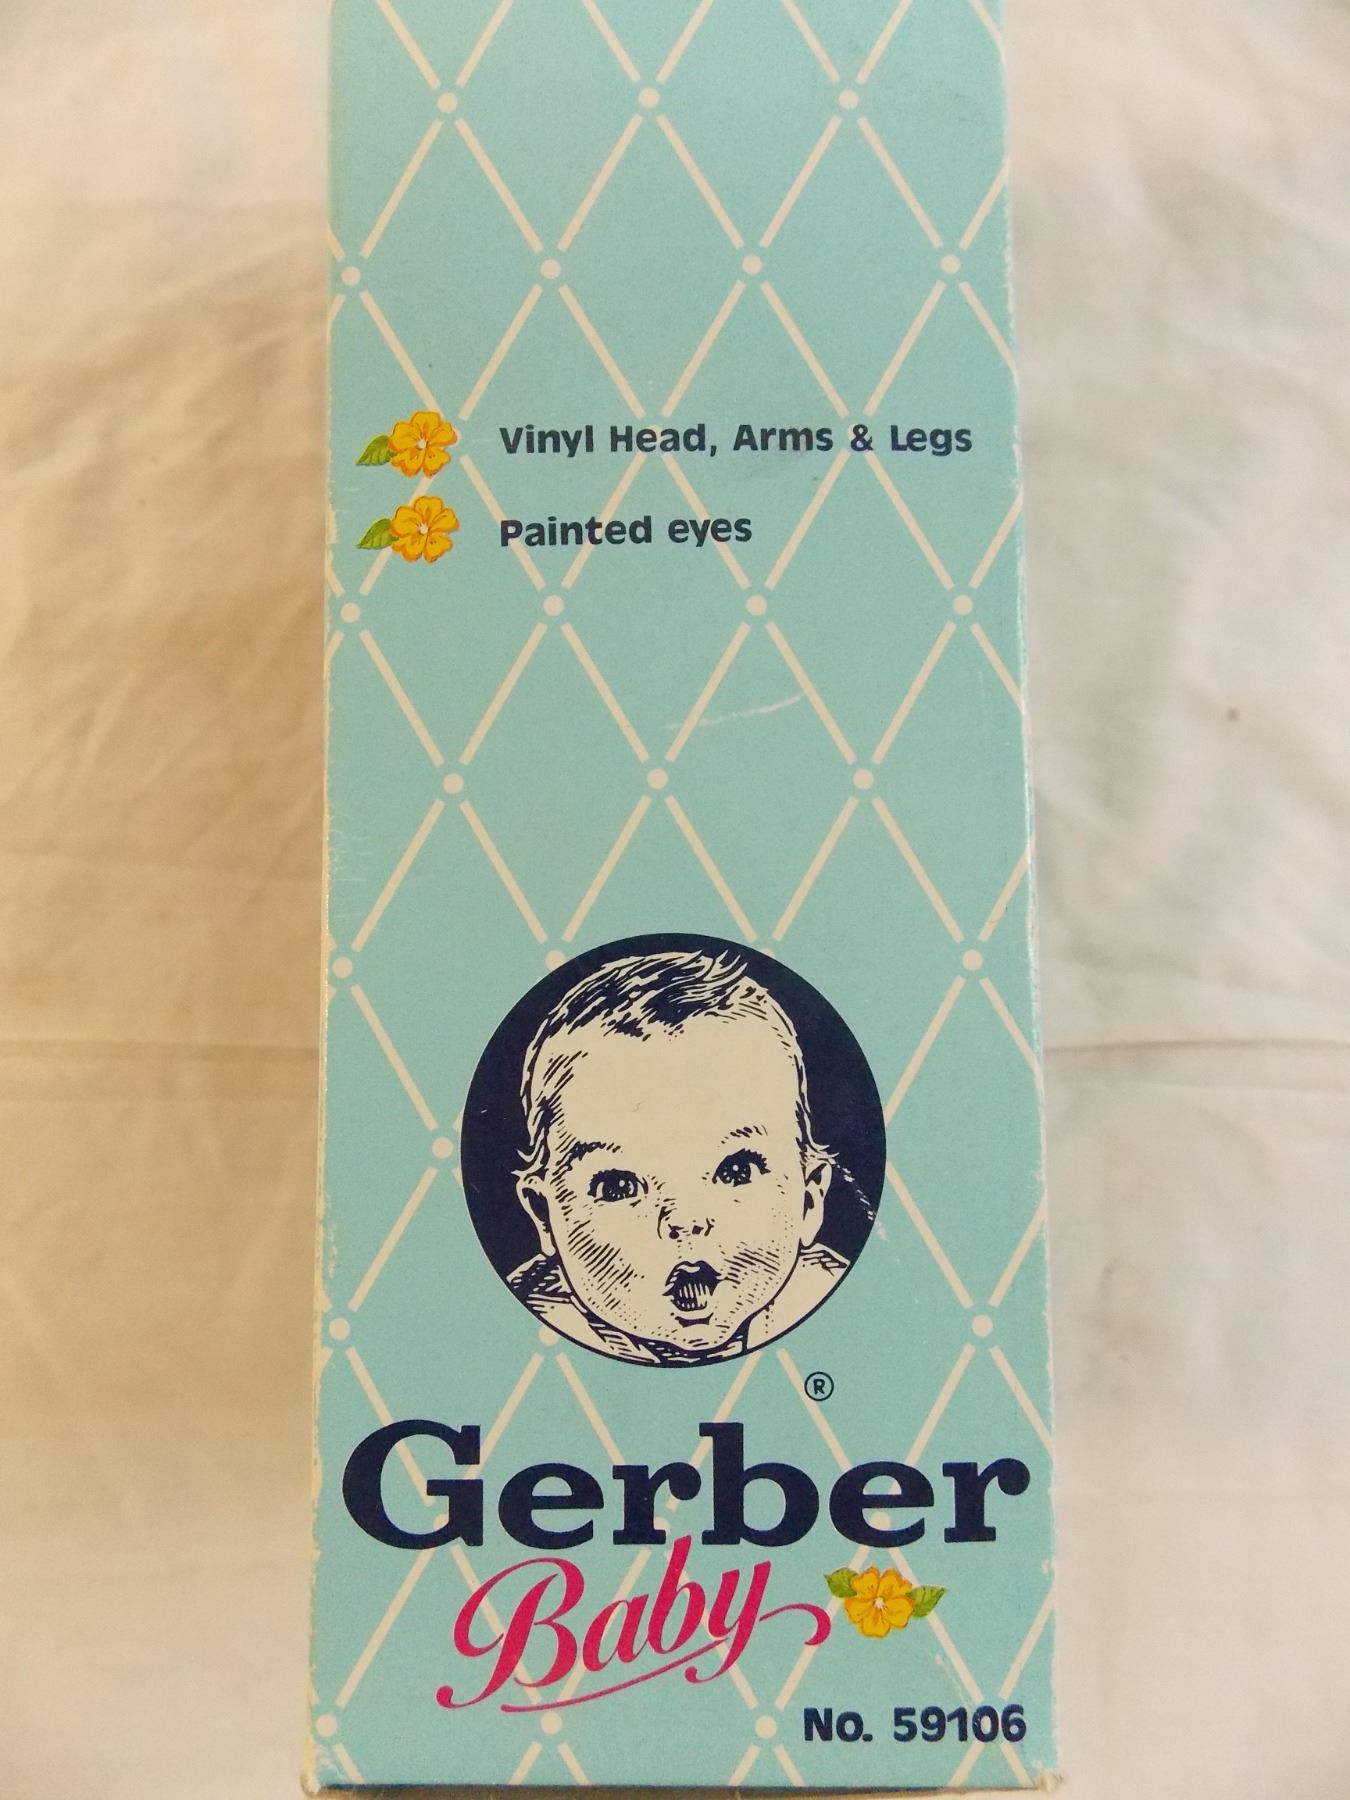 Vinyl Head, Arms & Legs
Painted eyes
®
Gerber
Baby
No. 59106